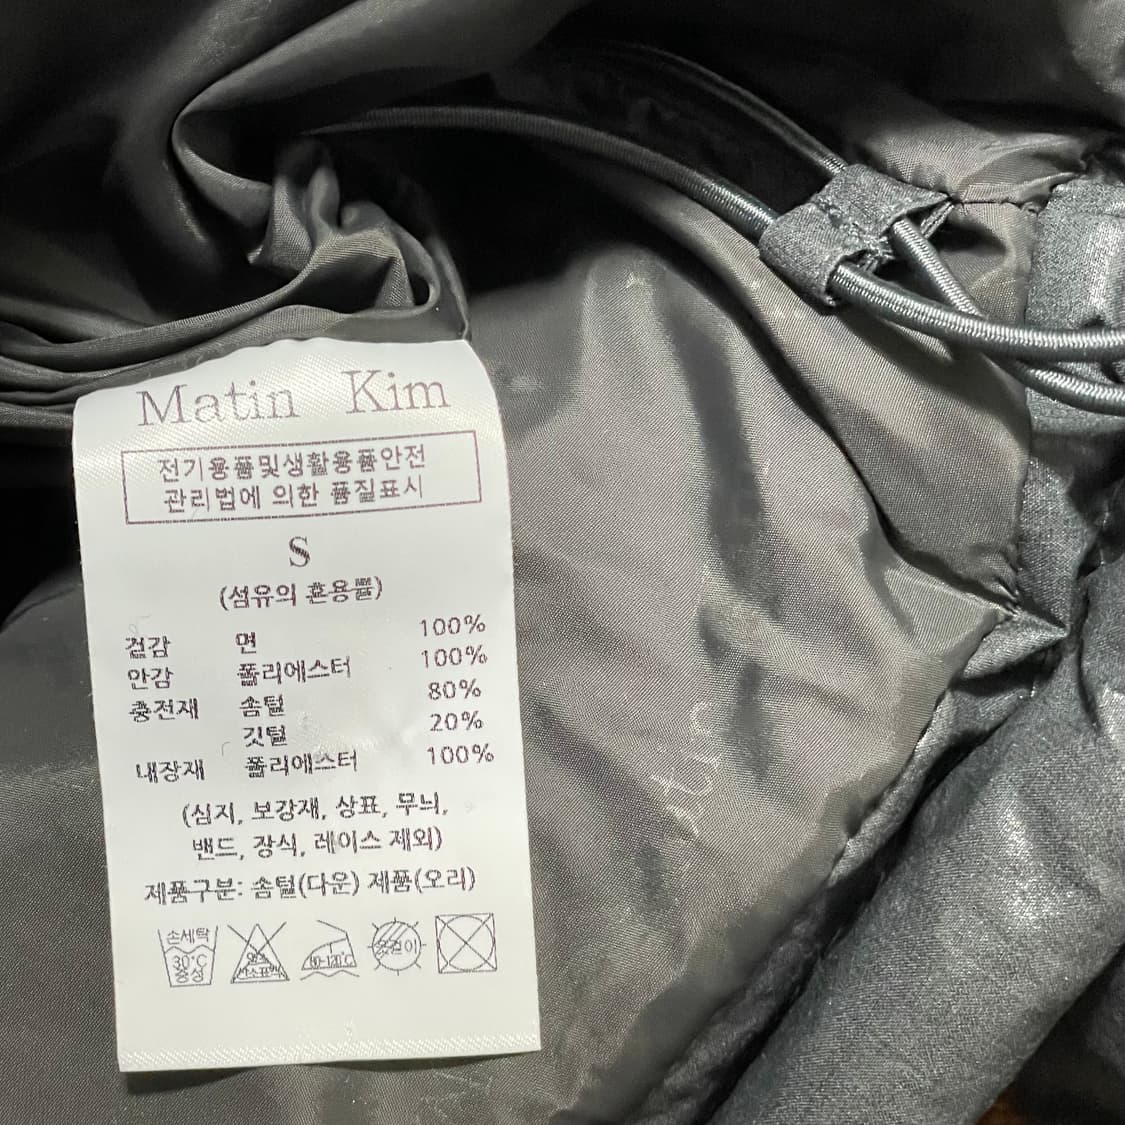 Matin Kim
전기용품및생활용품안전
관리법에 의한 품질표시
S
(섬유의 혼용률)
겉감 면 100%
안감 폴리에스터 100%
충전재 솜털 80%
깃털 20%
내장재 폴리에스터 100%
(심지, 보강재, 상표, 무늬,
밴드, 장식, 레이스 제외)
제품구분: 솜털(다운) 제품(오리)
손세탁
30°C
중성
옷걸이